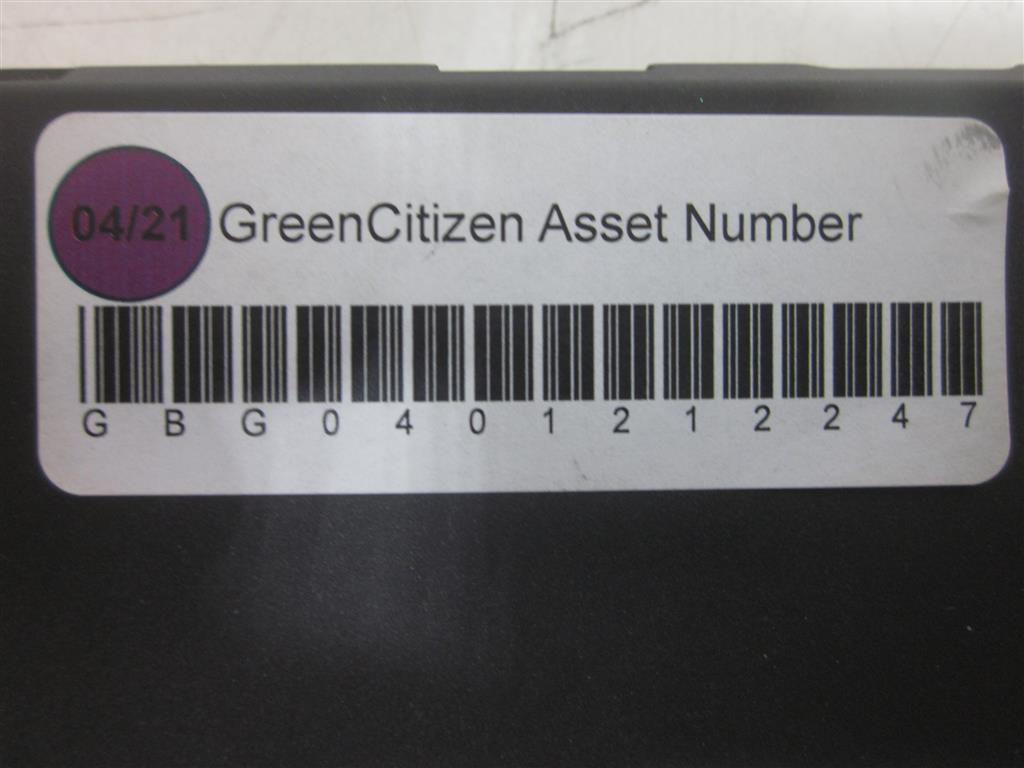 04/21 GreenCitizen Asset Number
G B G 0 4 0 1 2 1 2 2 4 7